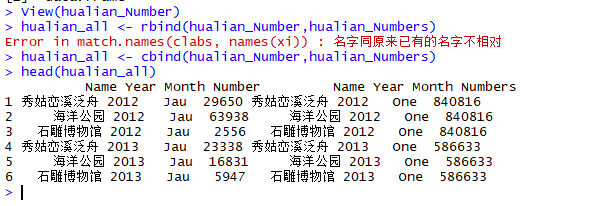 > View(hualian_Number)
> hualian_all <- rbind(hualian_Number,hualian_Numbers)
Error in match.names(clabs, names(xi)) : 名字同原来已有的名字不相对
> hualian_all <- cbind(hualian_Number,hualian_Numbers)
> head(hualian_all)
Name Year Month Number Name Year Month Numbers
1 秀姑峦溪泛舟 2012 Jau 29650 秀姑峦溪泛舟 2012 One 840816
2 海洋公园 2012 Jau 63938 海洋公园 2012 One 840816
3 石雕博物馆 2012 Jau 2556 石雕博物馆 2012 One 840816
4 秀姑峦溪泛舟 2013 Jau 23338 秀姑峦溪泛舟 2013 One 586633
5 海洋公园 2013 Jau 16831 海洋公园 2013 One 586633
6 石雕博物馆 2013 Jau 5947 石雕博物馆 2013 One 586633
>